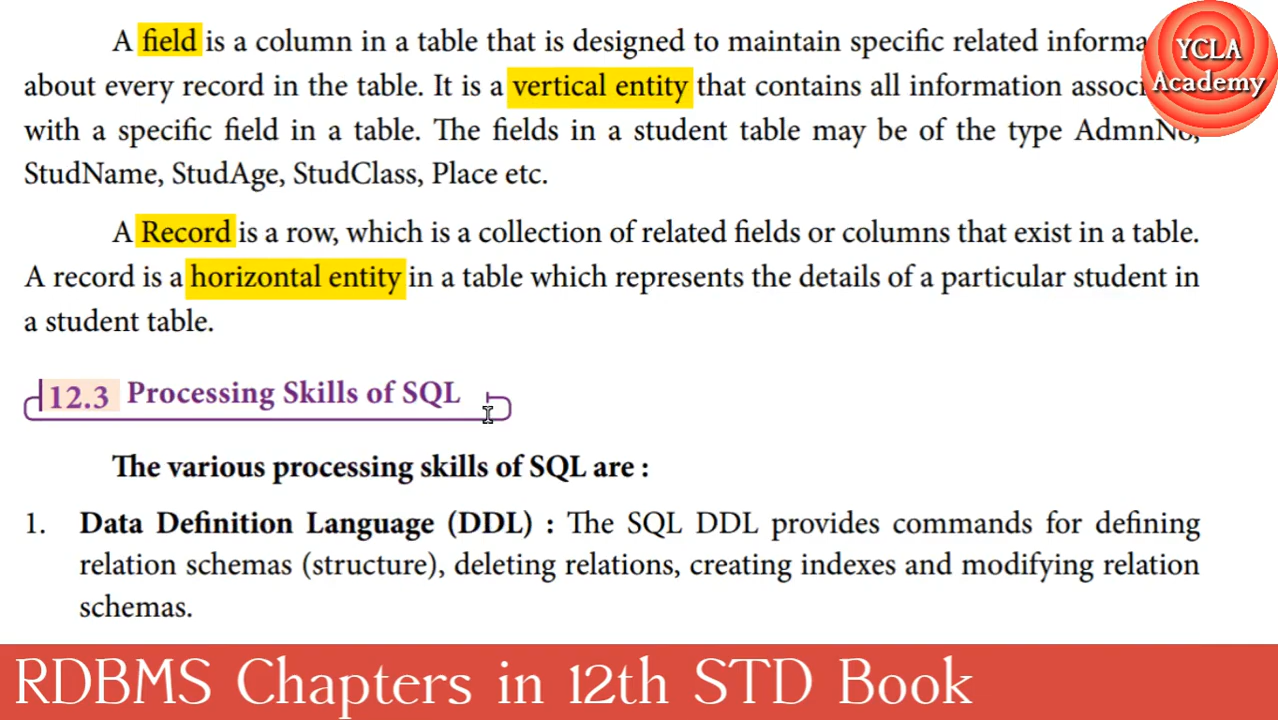 A field is a column in a table that is designed to maintain specific related
about every record in the table. It is a vertical entity that contains all information
with a specific field in a table. The fields in a student table may be of the type AdmnNo,
StudName, StudAge, StudClass, Place etc.
A Record is a row, which is a collection of related fields or columns that exist in a table.
A record is a horizontal entity in a table which represents the details of a particular student in
a student table.
12.3 Processing Skills of SQL
The various processing skills of SQL are :
1. Data Definition Language (DDL) : The SQL DDL provides commands for defining
relation schemas (structure), deleting relations, creating indexes and modifying relation
schemas.
YCLA
Academy
RDBMS Chapters in 12th STD Book